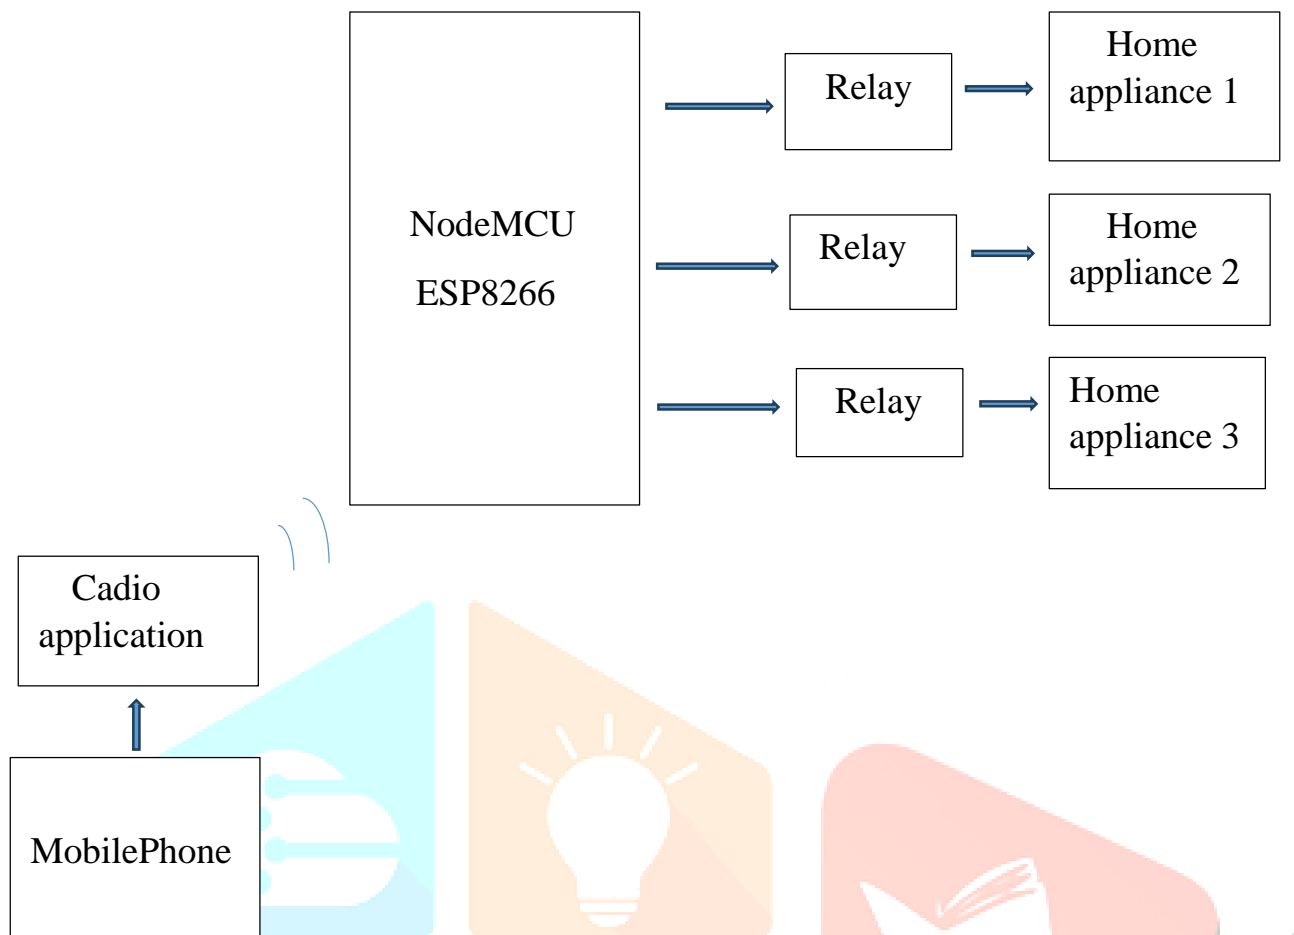 Relay
Home
appliance 1
NodeMCU
ESP8266
Relay
Home
appliance 2
Relay
Home
appliance 3
Cadio
application
MobilePhone